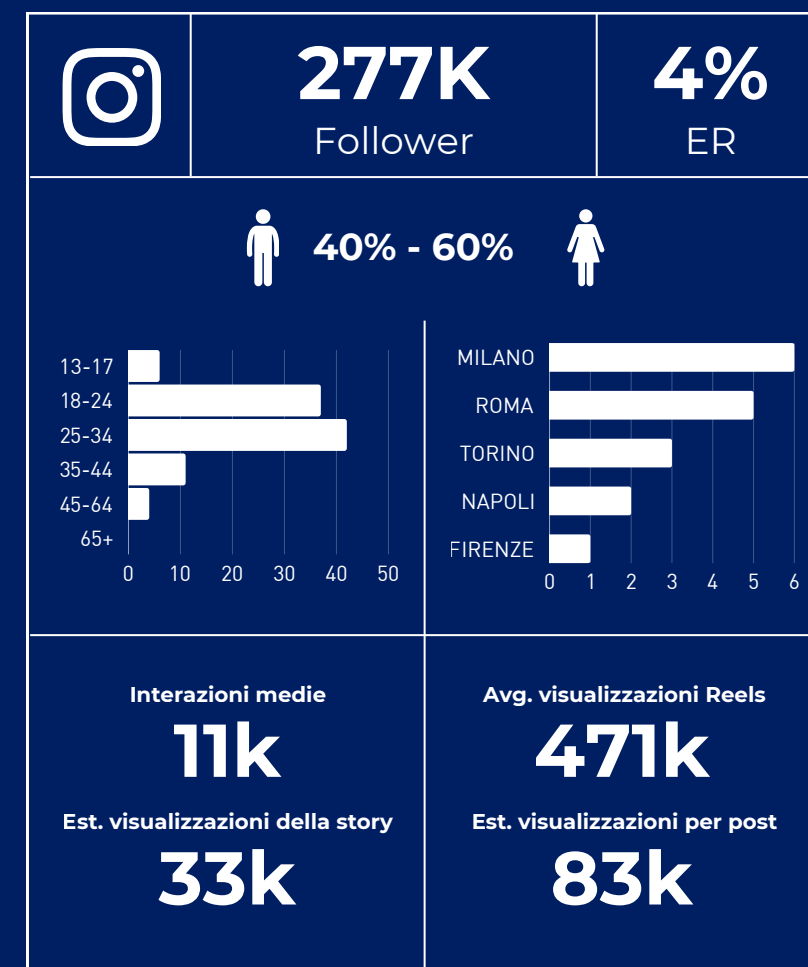 277K
Follower
4%
ER
40% - 60%
13-17
18-24
25-34
35-44
45-64
65+
0 10 20 30 40 50
MILANO
ROMA
TORINO
NAPOLI
FIRENZE
0 1 2 3 4 5 6
Interazioni medie
11k
Est. visualizzazioni della story
33k
Avg. visualizzazioni Reels
471k
Est. visualizzazioni per post
83k